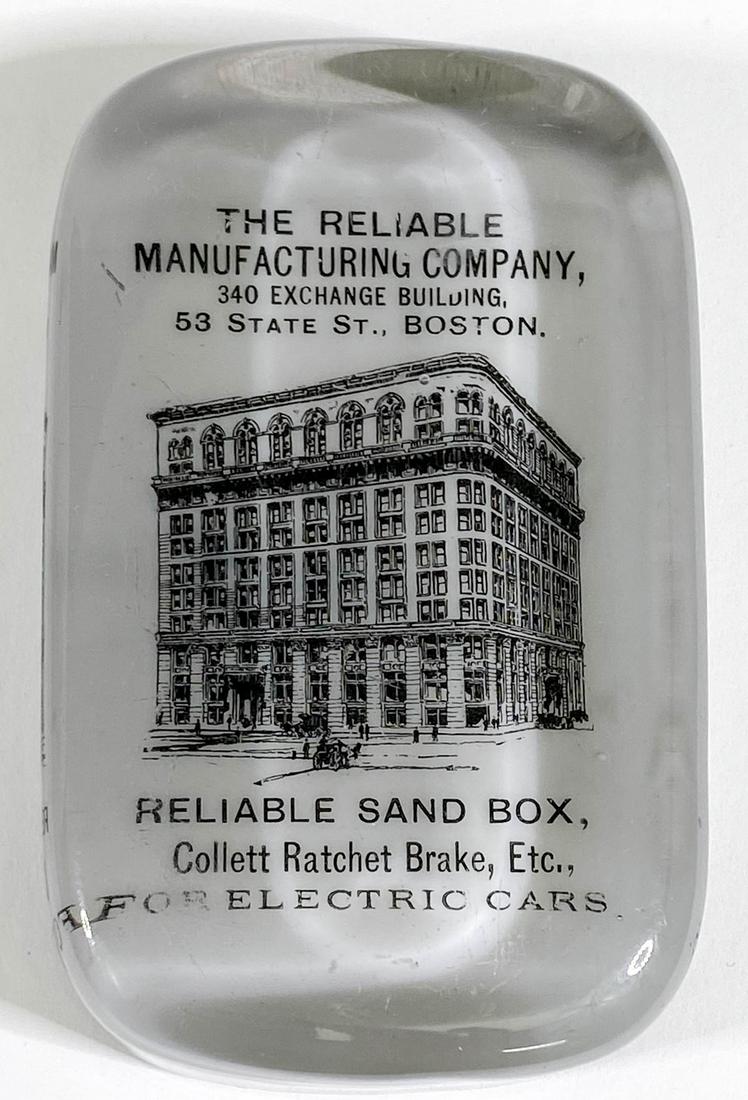 THE RELIABLE
MANUFACTURING COMPANY,
340 EXCHANGE BUILDING,
53 STATE ST., BOSTON.
RELIABLE SAND BOX,
Collett Ratchet Brake, Etc.,
FOR ELECTRIC CARS.